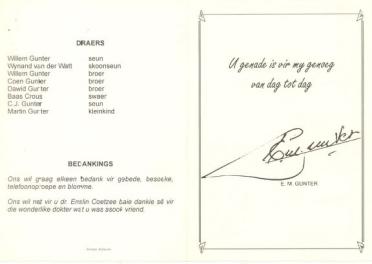 DRAERS
Willem Gunter seun
Wynand van der Watt skoonseun
Willem Gunter broer
Coen Gunter broer
Dawid Gunter broer
Baas Crous swaer
C.J. Gunter seun
Martin Gunter kleinkind
BEDANKINGS
Ons wil graag elkeen bedank vir gebede, besoeke,
telefoonoproepe en blomme.
Ons wil net vir u dr. Emslin Coetzee baie dankie sê vir
die wonderlike dokter wat u was asook vriend.
U genade is vir my genoeg
van dag tot dag
E. M. GUNTER